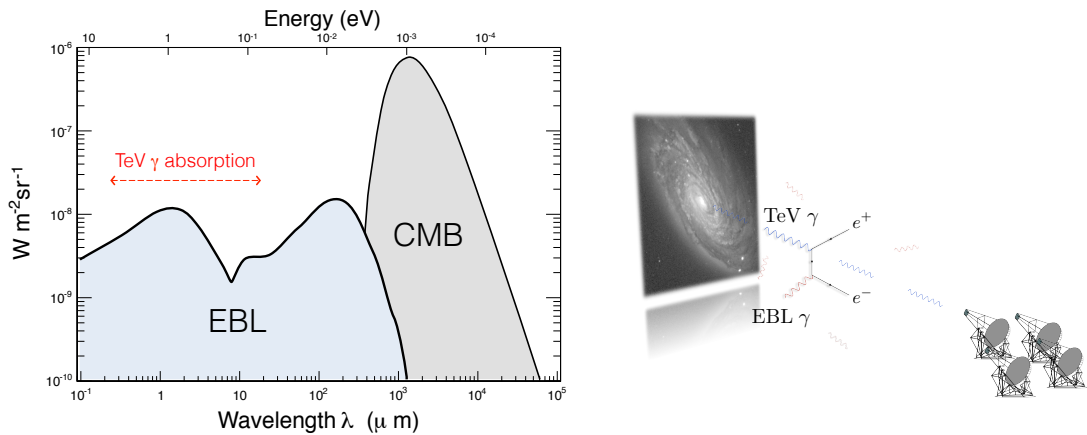 Energy (eV)
10 1 10⁻¹ 10⁻² 10⁻³ 10⁻⁴
10⁻⁶
10⁻⁷
10⁻⁸
10⁻⁹
10⁻¹⁰
W m⁻²sr⁻¹
TeV γ absorption
EBL
CMB
10⁻¹ 1 10 10² 10³ 10⁴ 10⁵
Wavelength λ (μ m)
TeV γ
e⁺
EBL γ
e⁻